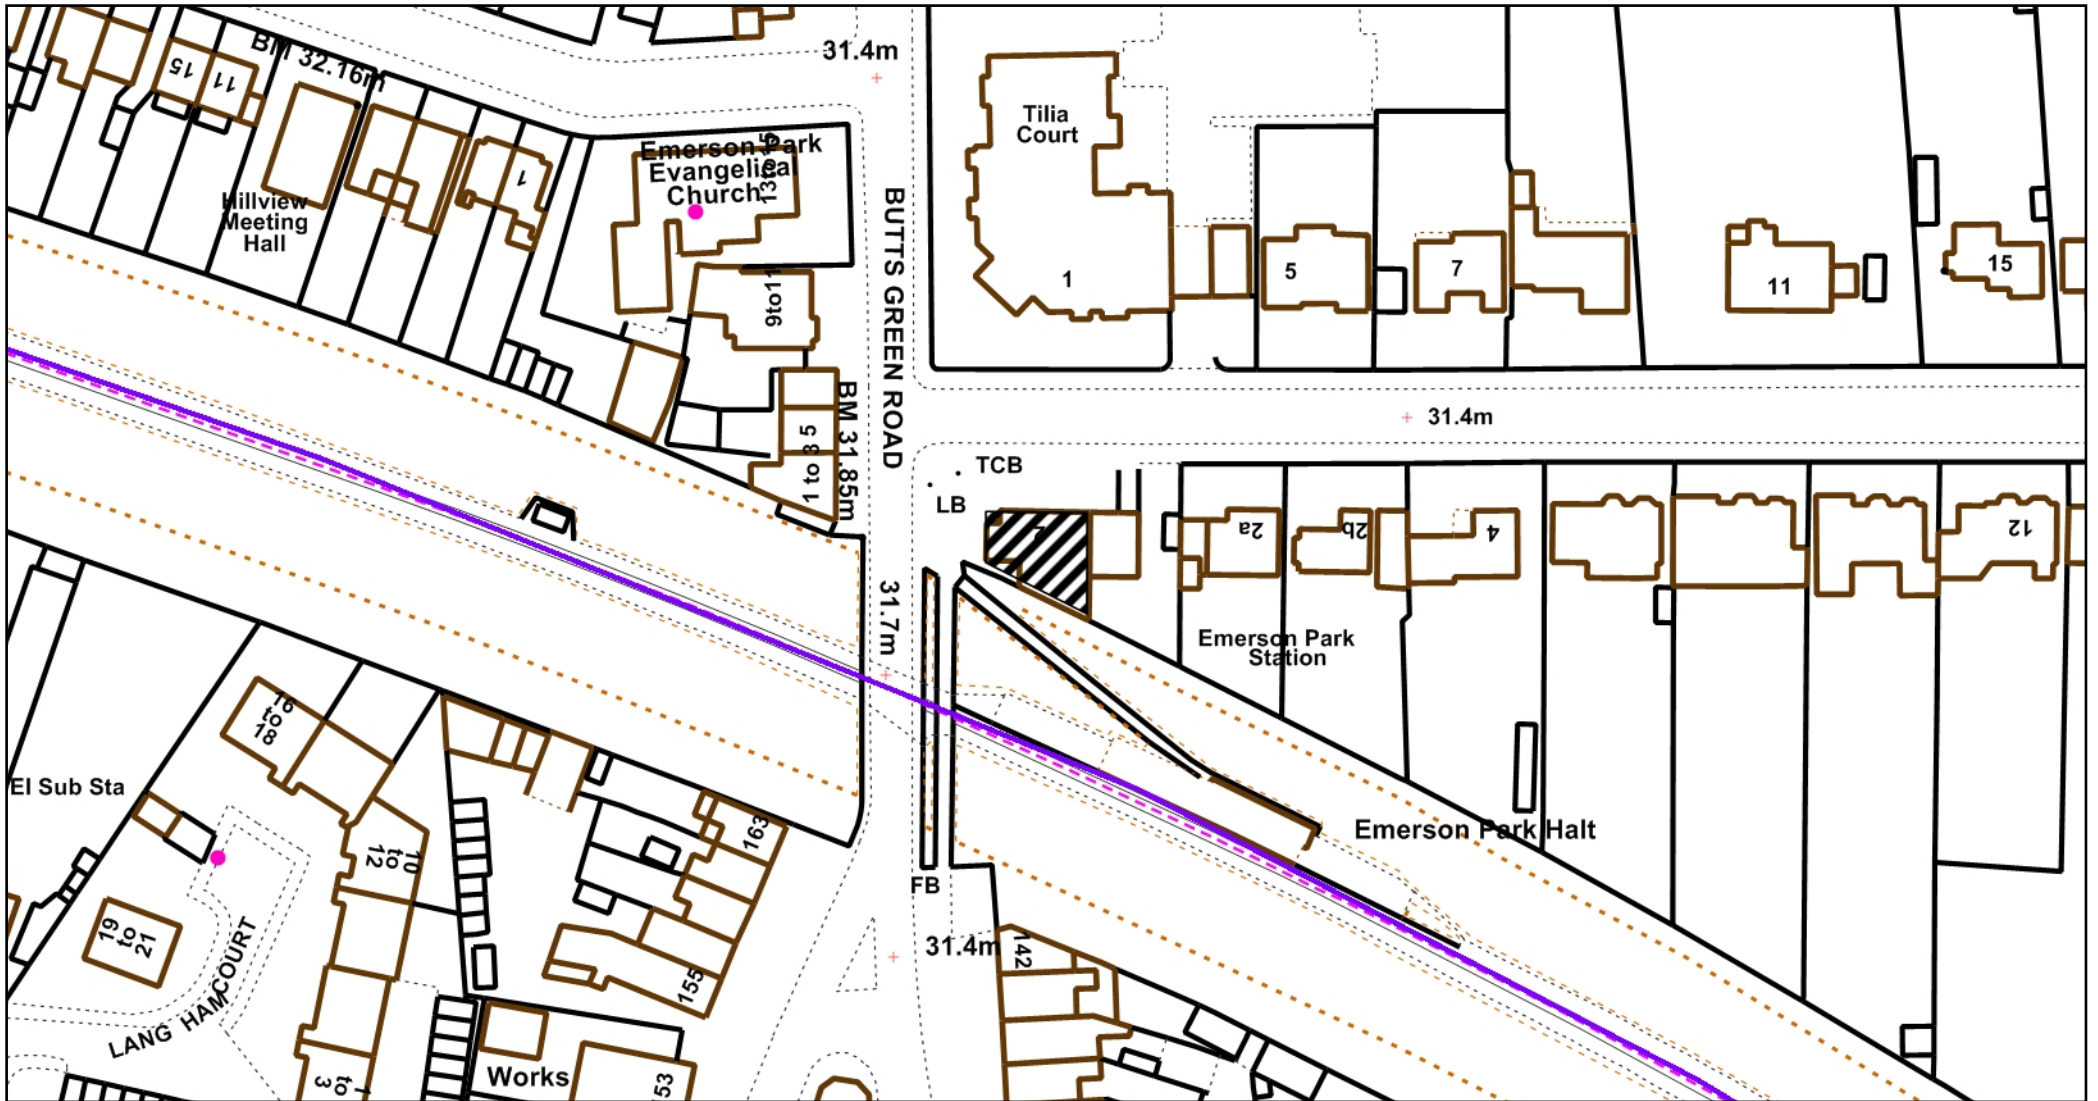 31.4m
BM 32.16m
15
11
Tilia
Court
Emerson Park
Evangelical
Church
1
Hillview
Meeting
Hall
BUTTS GREEN ROAD
1
5
7
11
15
9to11
BM 31.85m
31.4m
5
1 to 3
TCB
LB
2a
2b
4
12
31.7m
Emerson Park
Station
16
to
18
El Sub Sta
Emerson Park Halt
163
10
to
12
FB
19
to
21
LANG HAM COURT
31.4m
142
155
Works
53
1
to
3